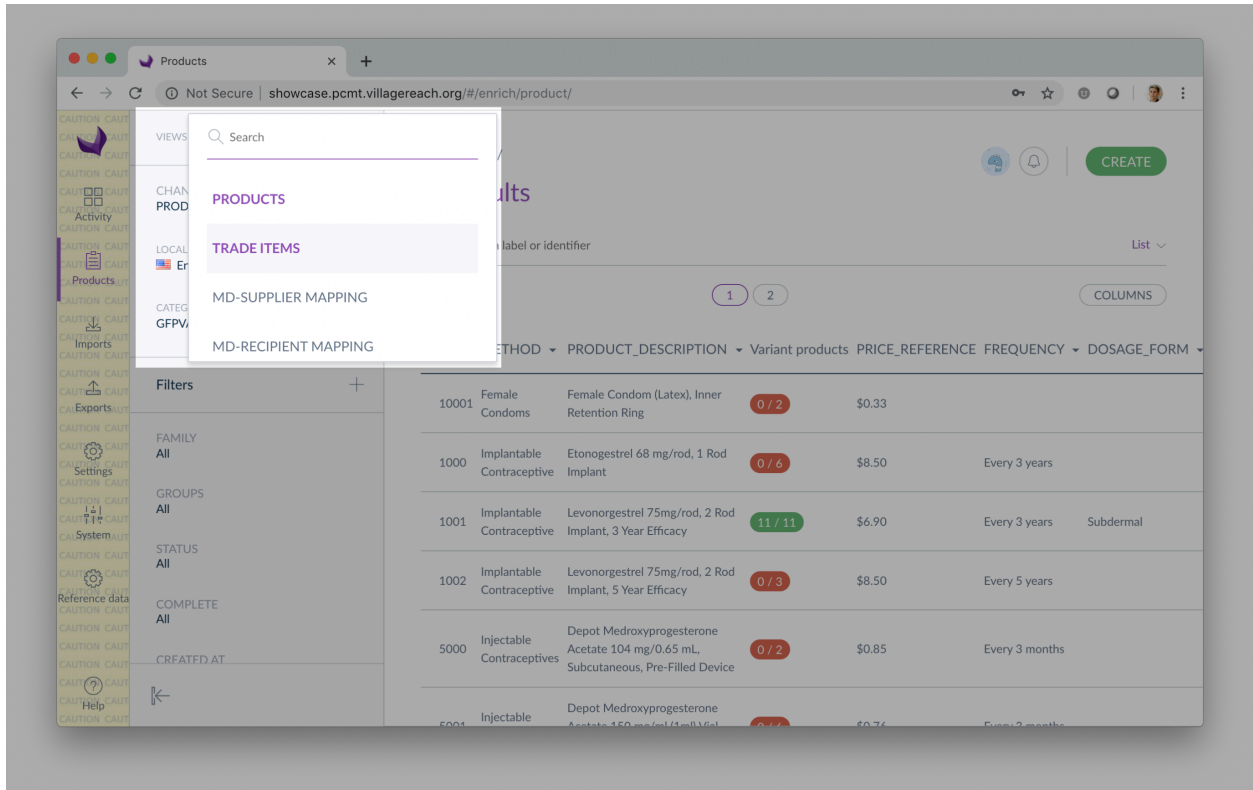 Products
Not Secure | showcase.pcmt.villagereach.org/#/enrich/product/
CAUTION CAUT
Activity
Products
Imports
Exports
Settings
System
Reference data
Help
VIEWS
Search
PRODUCTS
TRADE ITEMS
MD-SUPPLIER MAPPING
MD-RECIPIENT MAPPING
CHAN
PROD
LOCAL
En
CATEG
GFPVA
Filters
FAMILY
All
GROUPS
All
STATUS
All
COMPLETE
All
CREATED AT
/
ults
CREATE
label or identifier
List
1 2
COLUMNS
ETHOD PRODUCT_DESCRIPTION Variant products PRICE_REFERENCE FREQUENCY DOSAGE_FORM
10001 Female Condoms Female Condom (Latex), Inner Retention Ring 0 / 2 $0.33
1000 Implantable Contraceptive Etonogestrel 68 mg/rod, 1 Rod Implant 0 / 6 $8.50 Every 3 years
1001 Implantable Contraceptive Levonorgestrel 75mg/rod, 2 Rod Implant, 3 Year Efficacy 11 / 11 $6.90 Every 3 years Subdermal
1002 Implantable Contraceptive Levonorgestrel 75mg/rod, 2 Rod Implant, 5 Year Efficacy 0 / 3 $8.50 Every 5 years
5000 Injectable Contraceptives Depot Medroxyprogesterone Acetate 104 mg/0.65 mL, Subcutaneous, Pre-Filled Device 0 / 2 $0.85 Every 3 months
Injectable Depot Medroxyprogesterone